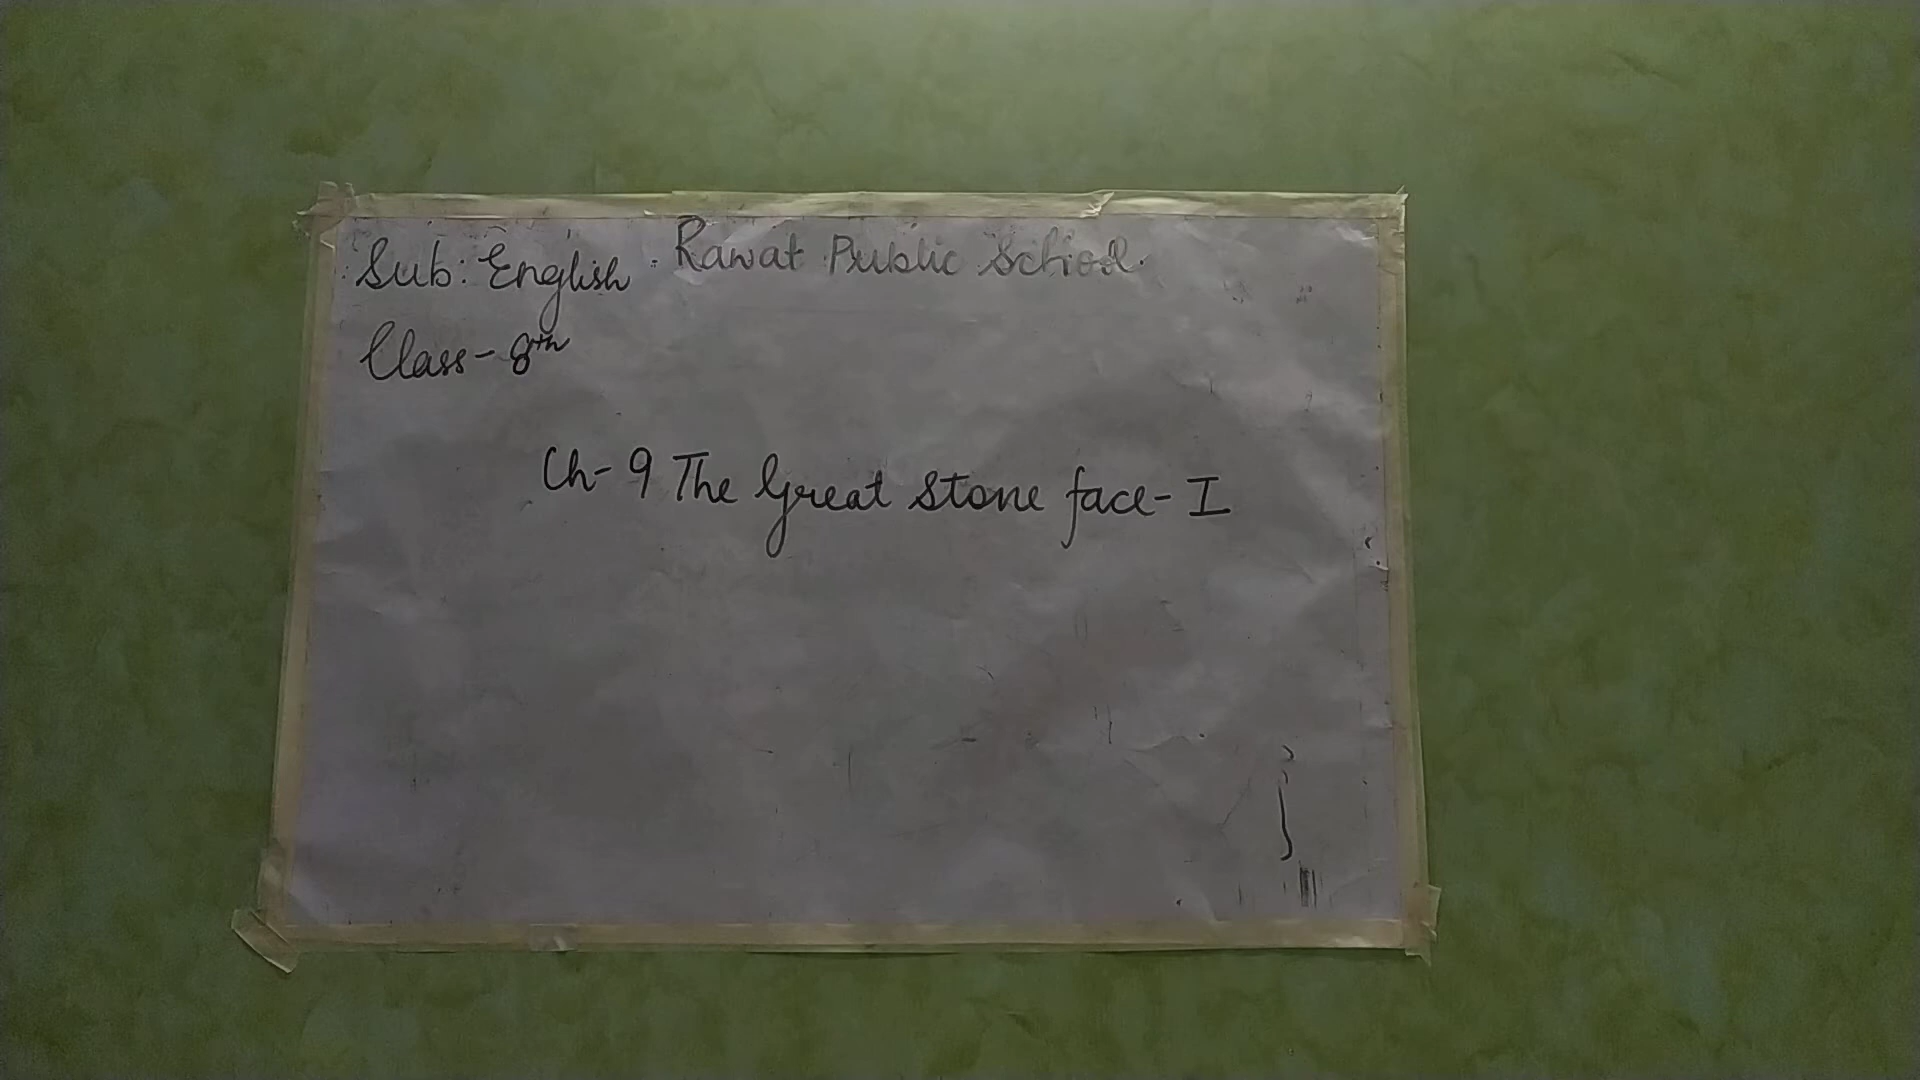 Sub: English. Rawat Public School.
Class- 8th
Ch- 9 The Great Stone face- I